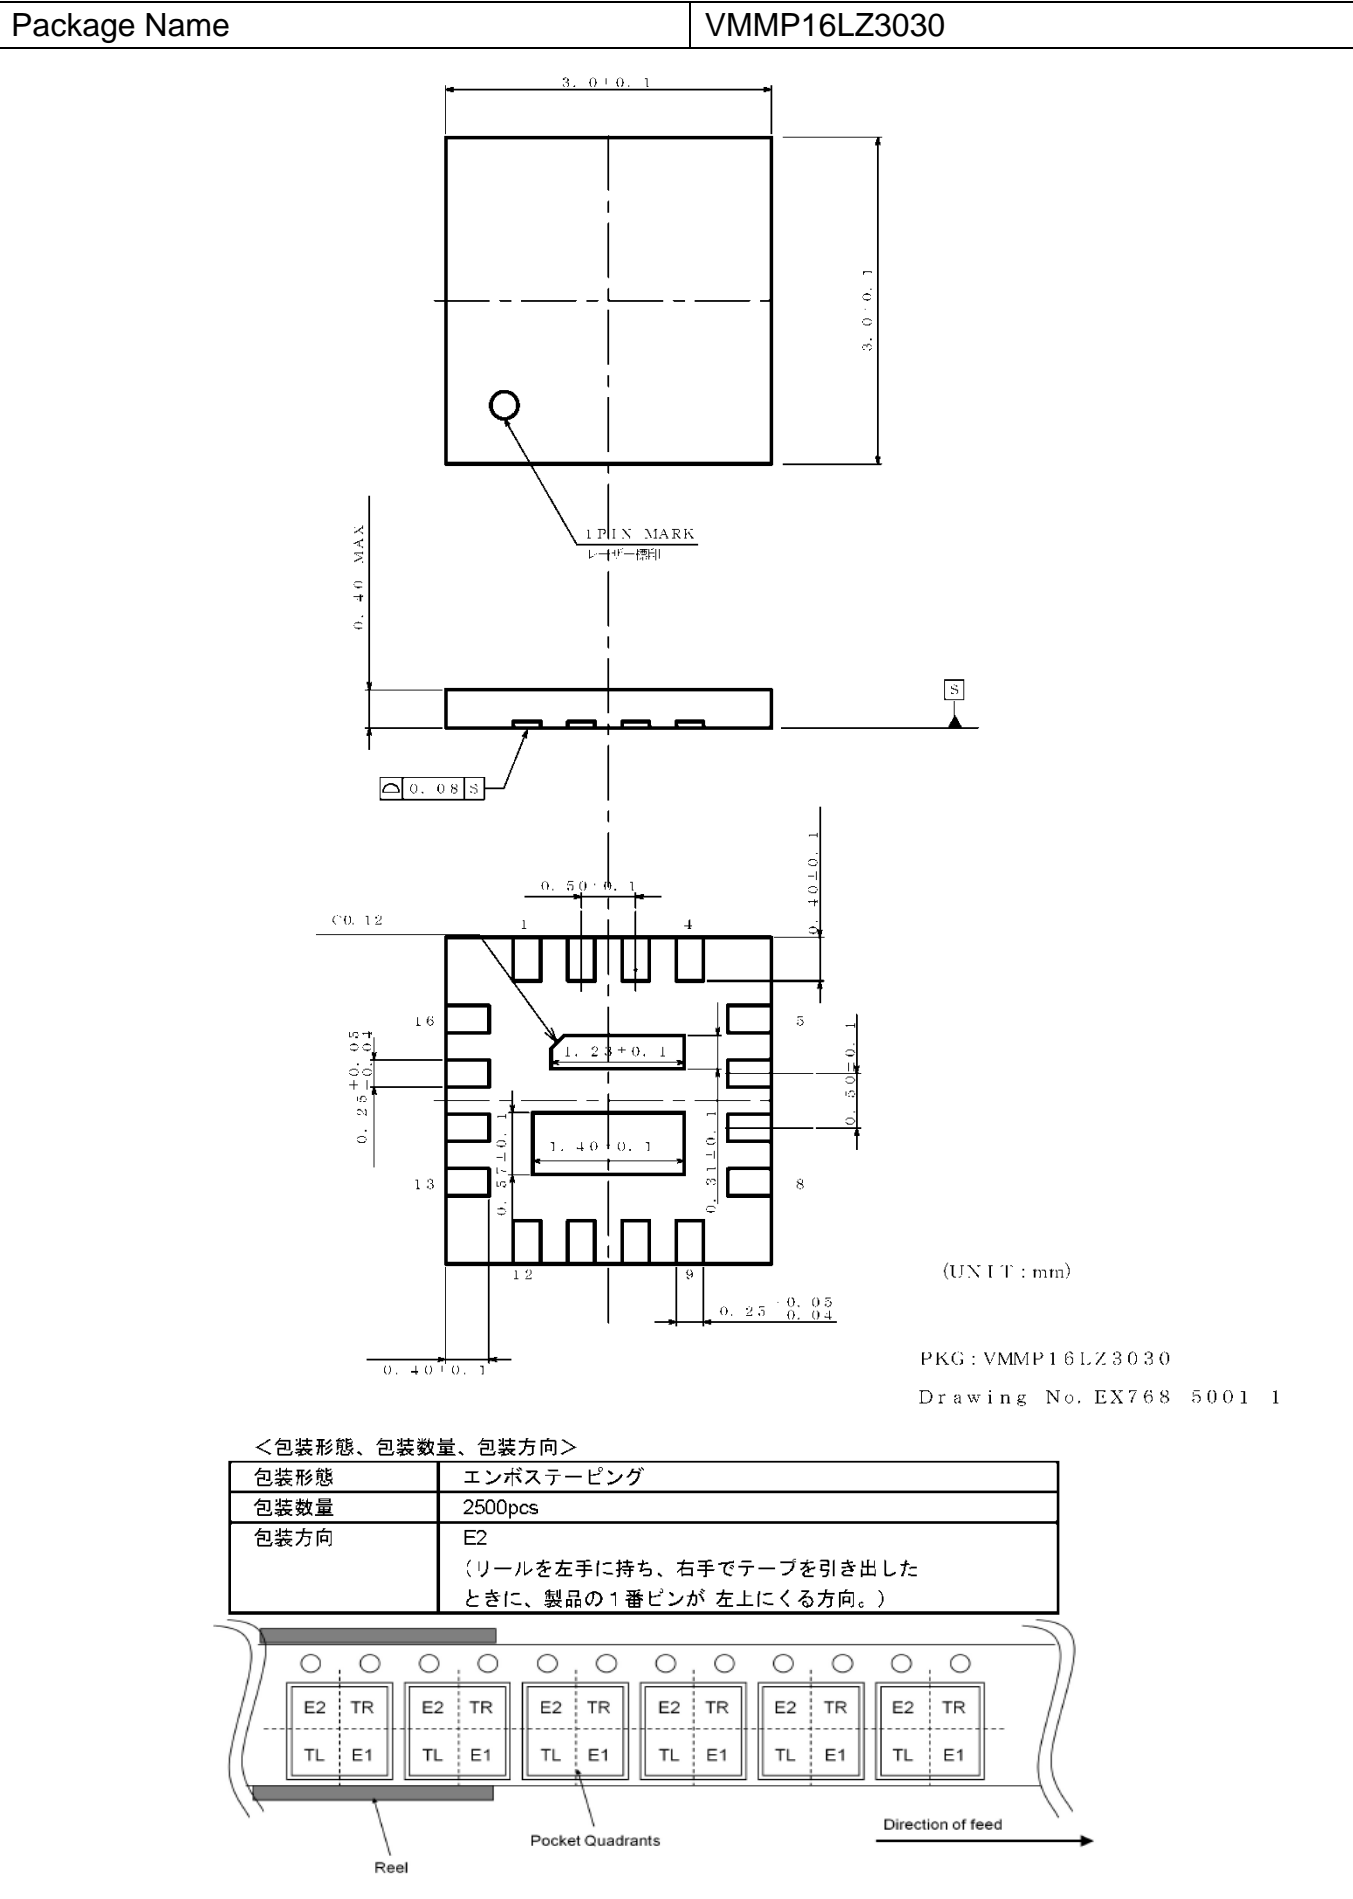 Package Name VMMP16LZ3030
3.0±0.1
3.0±0.1
1PIN MARK
レーザー標印
0.40 MAX
S
0.08 S
0.50±0.1
0.40±0.1
C0.12
1 4
16 5
0.25 +0.05 -0.04
1.23±0.1
0.50±0.1
0.57±0.1
1.40±0.1
0.31±0.1
13 8
12 9
(UNIT:mm)
0.25 +0.05 -0.04
0.40±0.1
PKG:VMMP16LZ3030
Drawing No. EX768-5001-1
<包装形態、包装数量、包装方向>
包装形態 エンボステーピング
包装数量 2500pcs
包装方向 E2
(リールを左手に持ち、右手でテープを引き出した
ときに、製品の1番ピンが 左上にくる方向。)
E2 TR E2 TR E2 TR E2 TR E2 TR E2 TR
TL E1 TL E1 TL E1 TL E1 TL E1 TL E1
Direction of feed
Pocket Quadrants
Reel